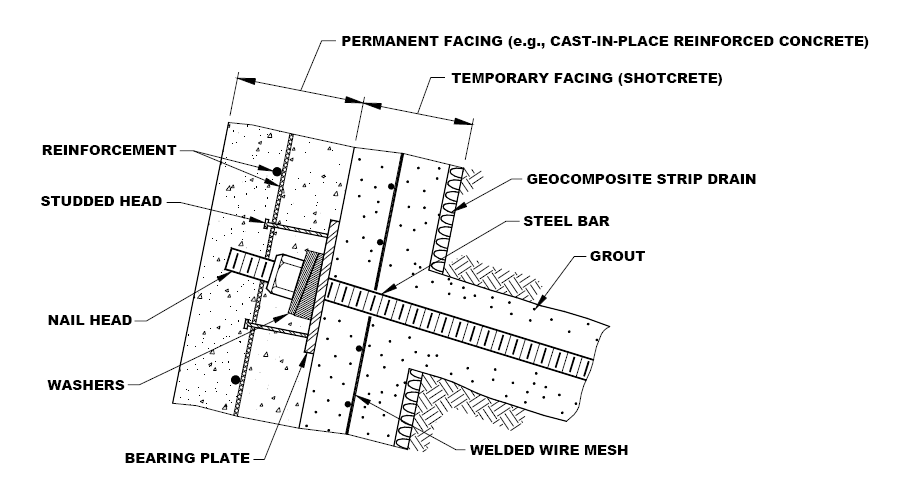 PERMANENT FACING (e.g., CAST-IN-PLACE REINFORCED CONCRETE)
TEMPORARY FACING (SHOTCRETE)
REINFORCEMENT
GEOCOMPOSITE STRIP DRAIN
STUDDED HEAD
STEEL BAR
GROUT
NAIL HEAD
WASHERS
WELDED WIRE MESH
BEARING PLATE